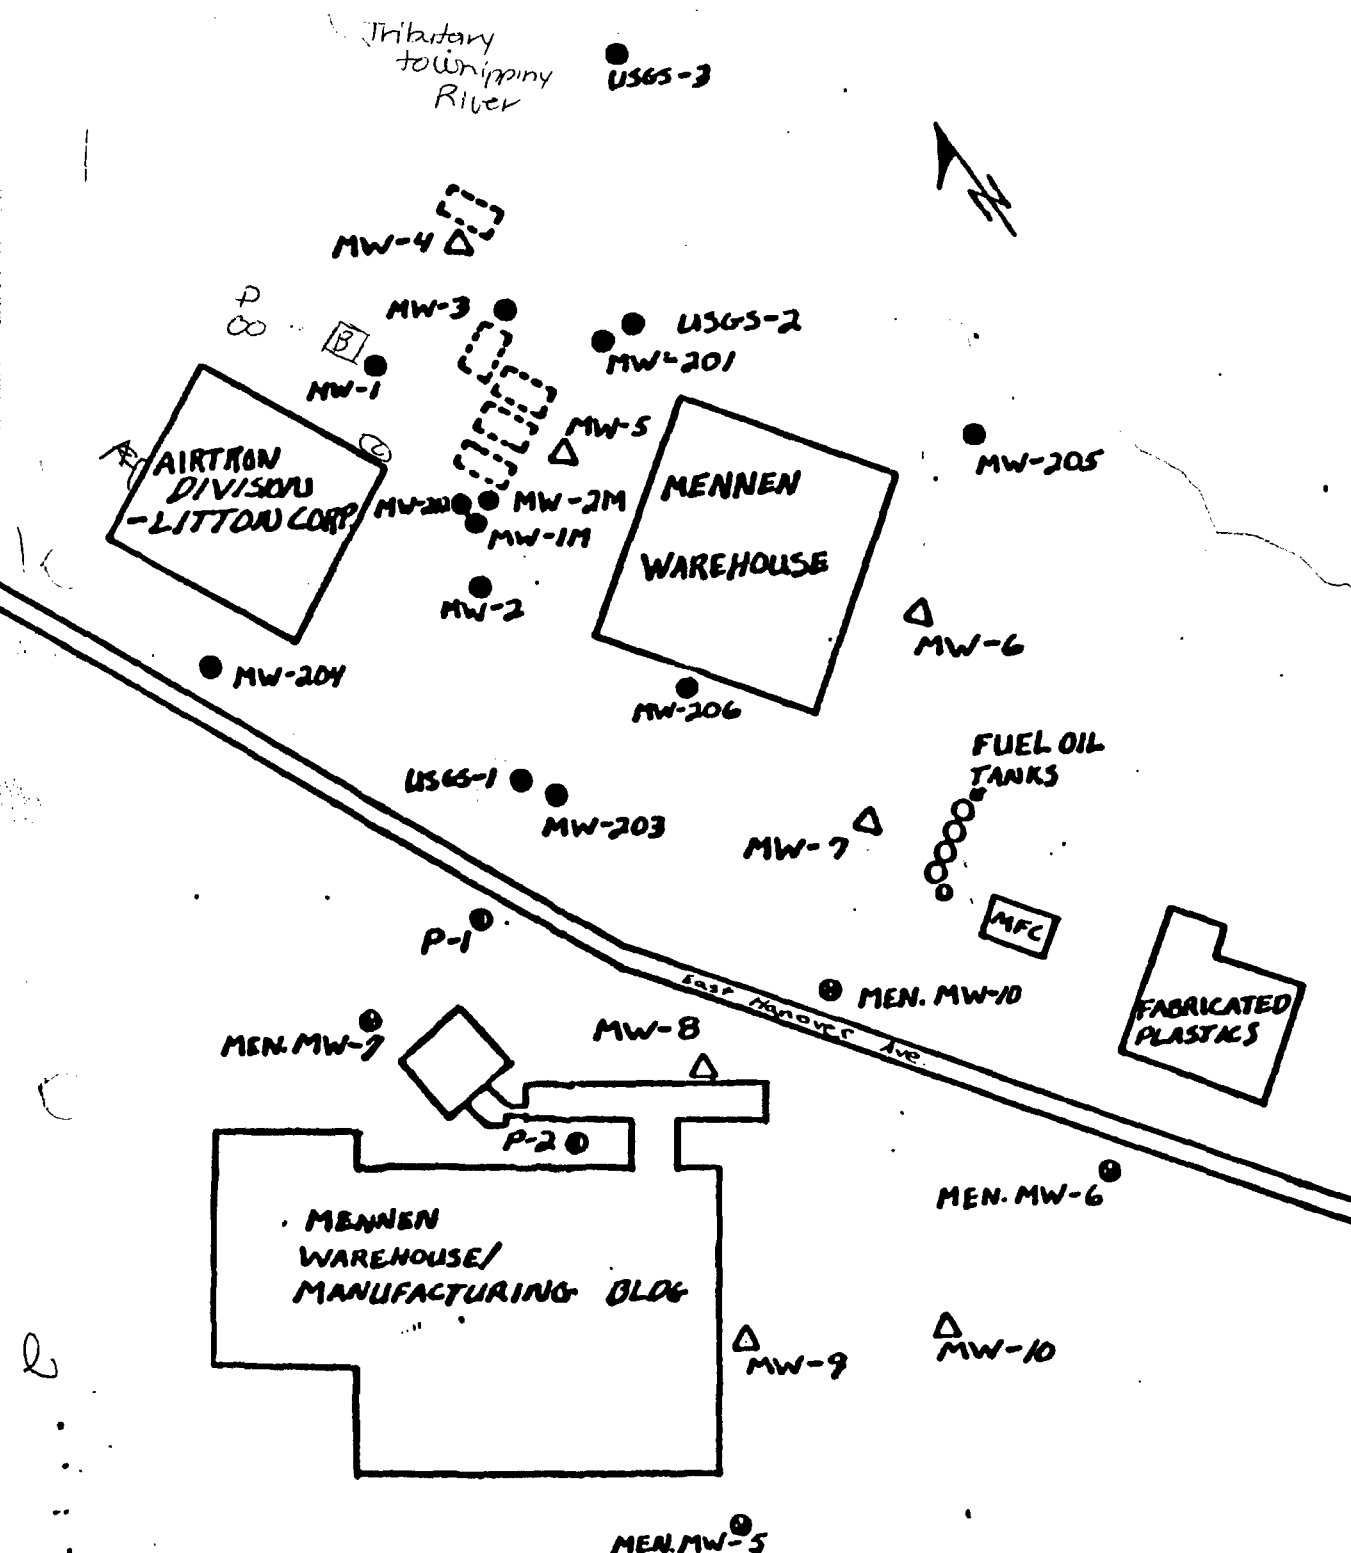 Tributary
to Whippiny
River
USGS-3
N
MW-4
P
MW-3
USGS-2
B
MW-201
MW-1
MW-5
AIRTRON
DIVISION
-LITTON CORP.
MENNEN
WAREHOUSE
MW-205
MW-2M
MW-1M
MW-2
MW-6
MW-204
MW-206
FUEL OIL
TANKS
USGS-1
MW-203
MW-7
P-1
MFC
MEN. MW-10
FABRICATED
PLASTICS
East Hanover Ave.
MEN. MW-7
MW-8
P-2
MEN. MW-6
MENNEN
WAREHOUSE/
MANUFACTURING BLDG
MW-9
MW-10
MEN. MW-5